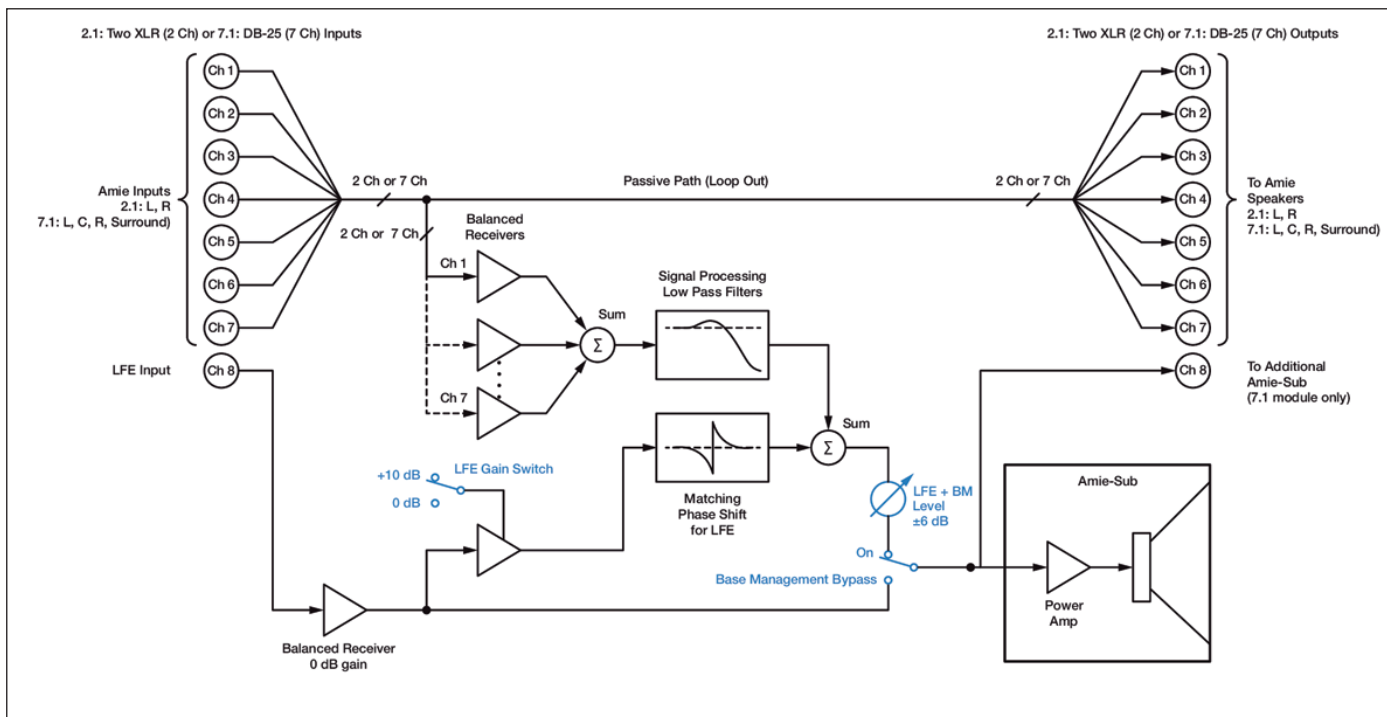 2.1: Two XLR (2 Ch) or 7.1: DB-25 (7 Ch) Inputs
2.1: Two XLR (2 Ch) or 7.1: DB-25 (7 Ch) Outputs
Ch 1
Ch 2
Ch 3
Ch 4
Ch 5
Ch 6
Ch 7
Amie Inputs
2.1: L, R
7.1: L, C, R, Surround)
LFE Input
Ch 8
2 Ch or 7 Ch
Passive Path (Loop Out)
2 Ch or 7 Ch
2 Ch or 7 Ch
Balanced
Receivers
Ch 1
Ch 7
Sum
Σ
Signal Processing
Low Pass Filters
Ch 1
Ch 2
Ch 3
Ch 4
Ch 5
Ch 6
Ch 7
To Amie
Speakers
2.1: L, R
7.1: L, C, R, Surround)
Ch 8
To Additional
Amie-Sub
(7.1 module only)
Sum
Σ
+10 dB
LFE Gain Switch
0 dB
Matching
Phase Shift
for LFE
LFE + BM
Level
±6 dB
On
Base Management Bypass
Balanced Receiver
0 dB gain
Amie-Sub
Power
Amp